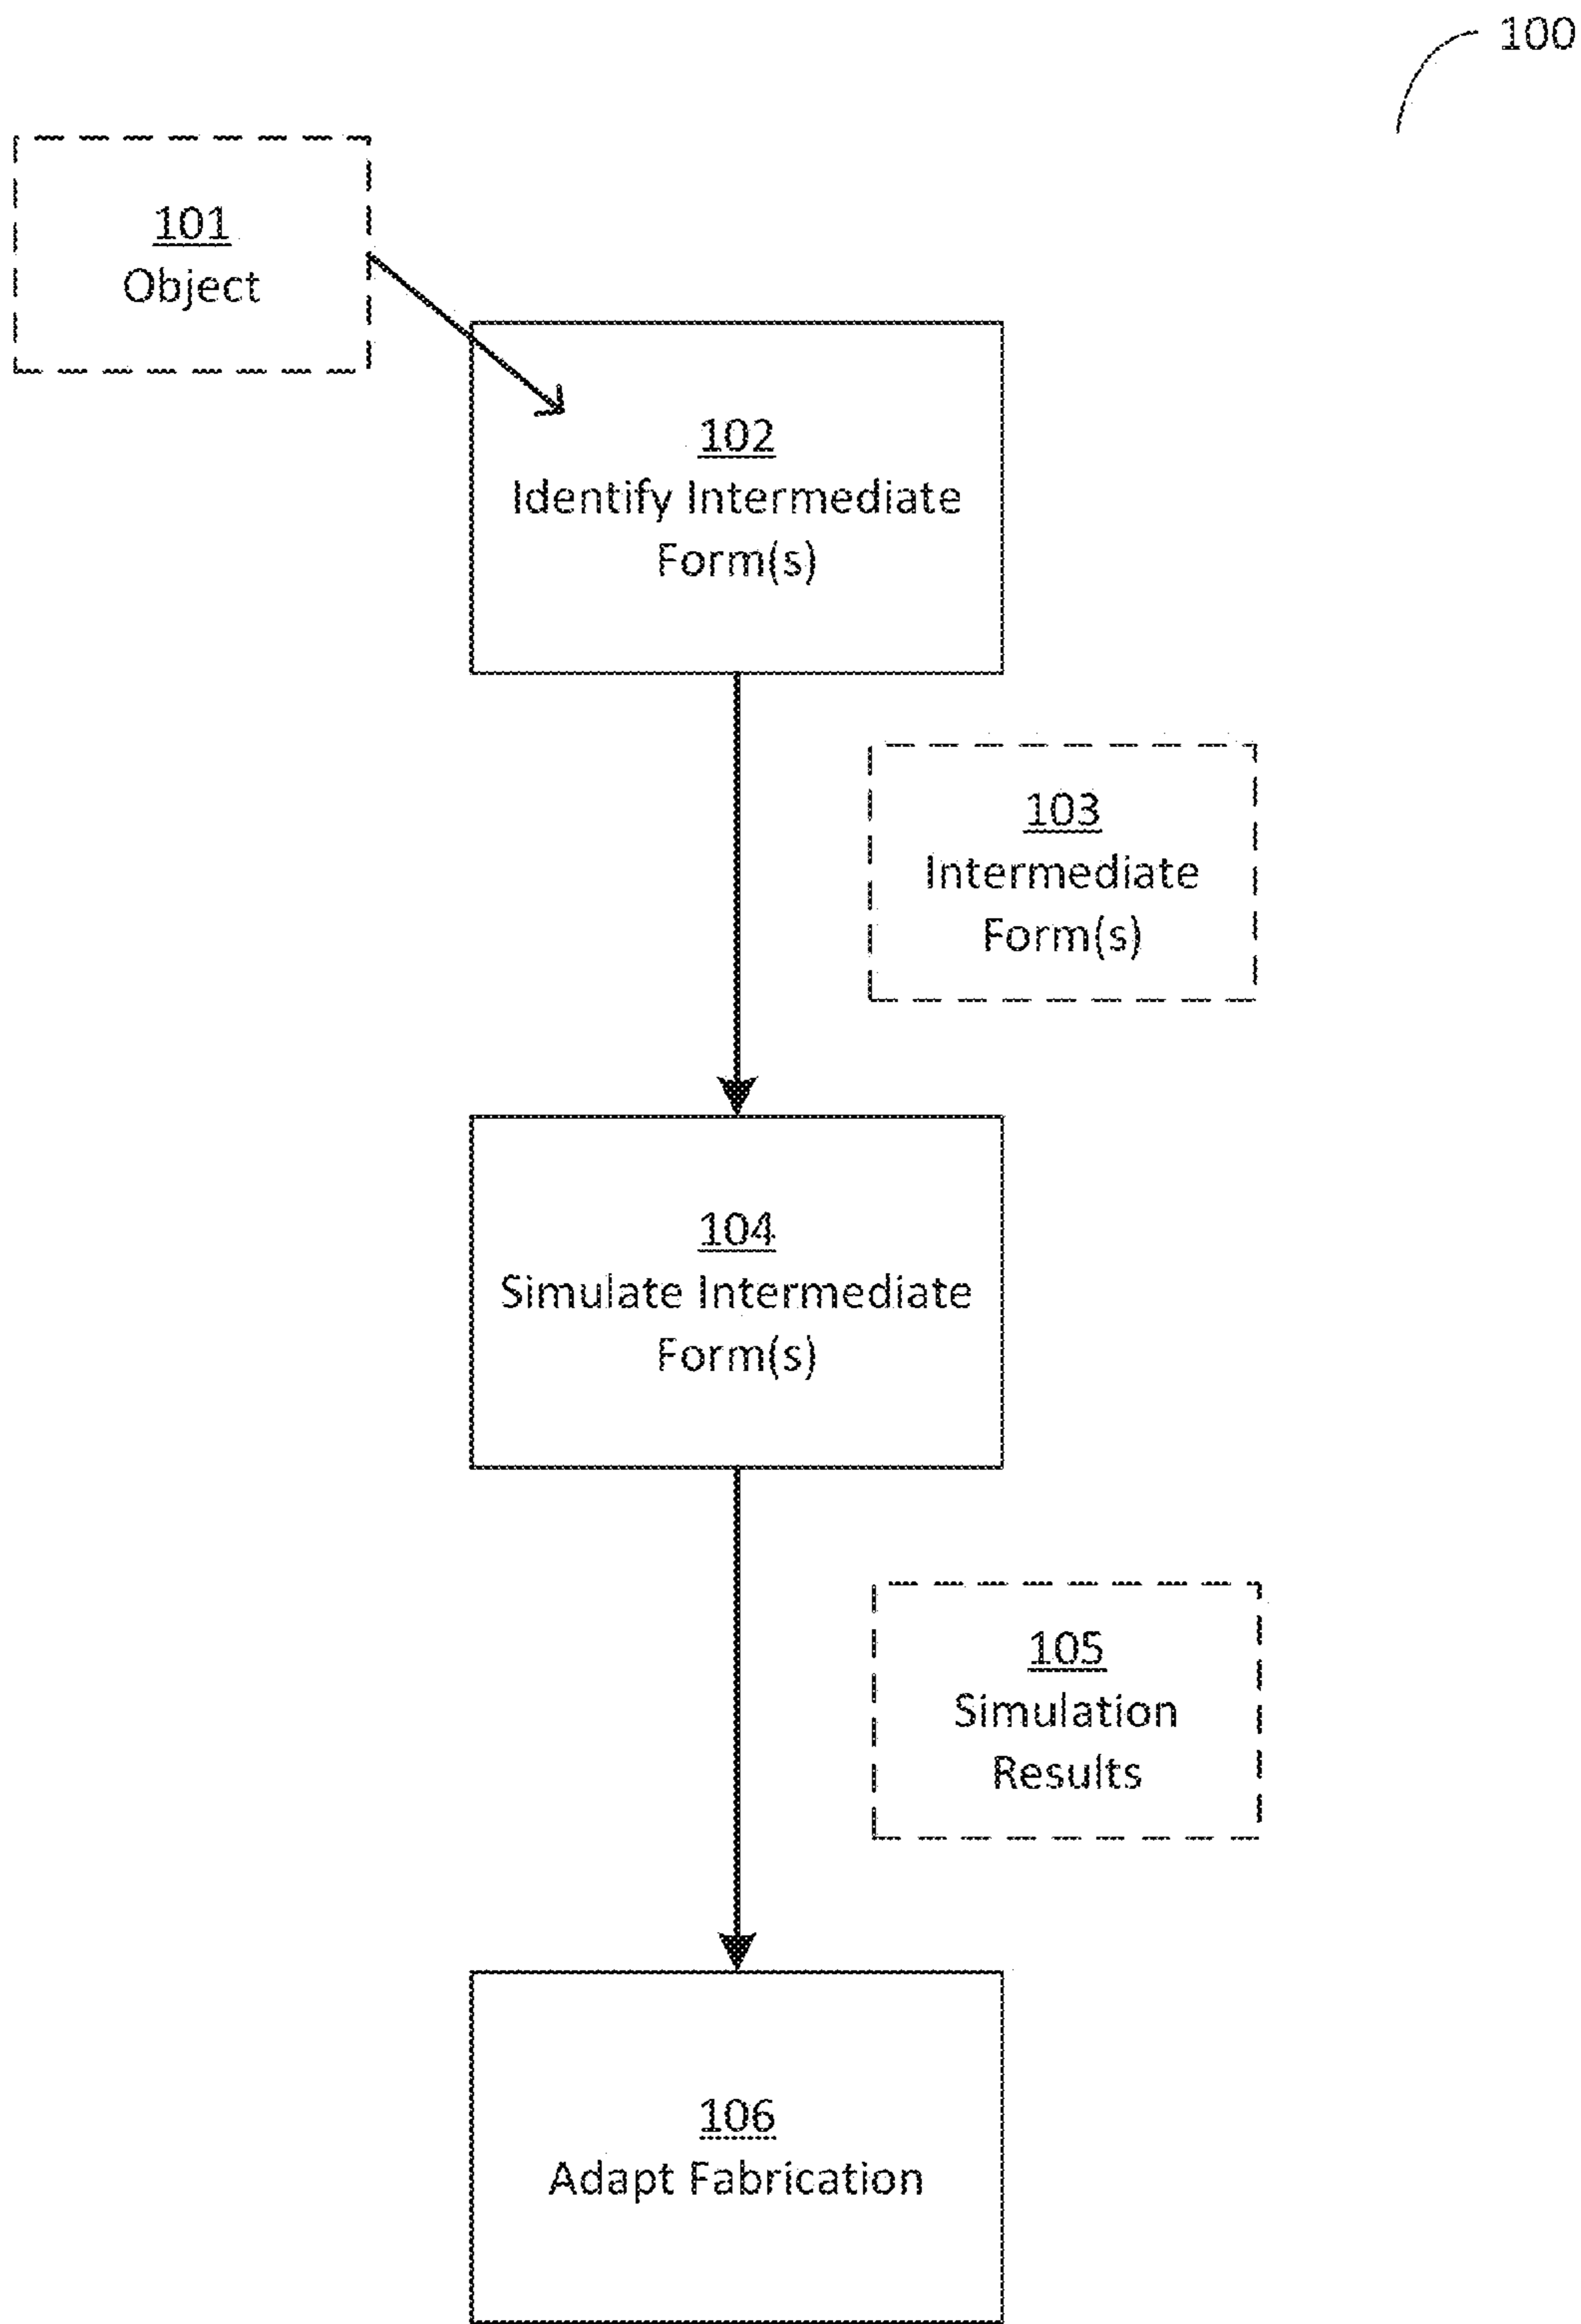 100
101
Object
102
Identify Intermediate
Form(s)
103
Intermediate
Form(s)
104
Simulate Intermediate
Form(s)
105
Simulation
Results
106
Adapt Fabrication